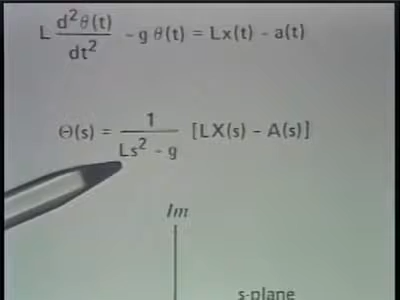 L d²θ(t)/dt² - g θ(t) = Lx(t) - a(t)
Θ(s) = 1/(Ls² - g) [LX(s) - A(s)]
Im
s-plane